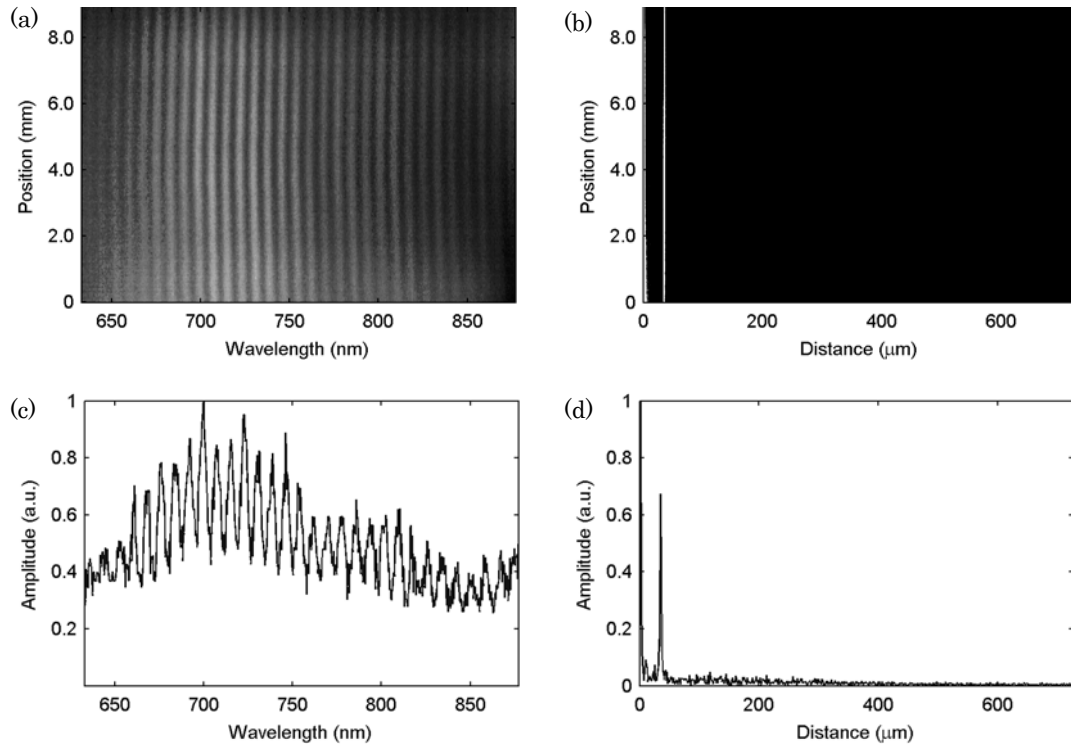 (a)
8.0
6.0
4.0
2.0
0
Position (mm)
650 700 750 800 850
Wavelength (nm)
(b)
8.0
6.0
4.0
2.0
0
Position (mm)
0 200 400 600
Distance (μm)
(c)
1
0.8
0.6
0.4
0.2
Amplitude (a.u.)
650 700 750 800 850
Wavelength (nm)
(d)
1
0.8
0.6
0.4
0.2
0
Amplitude (a.u.)
0 200 400 600
Distance (μm)